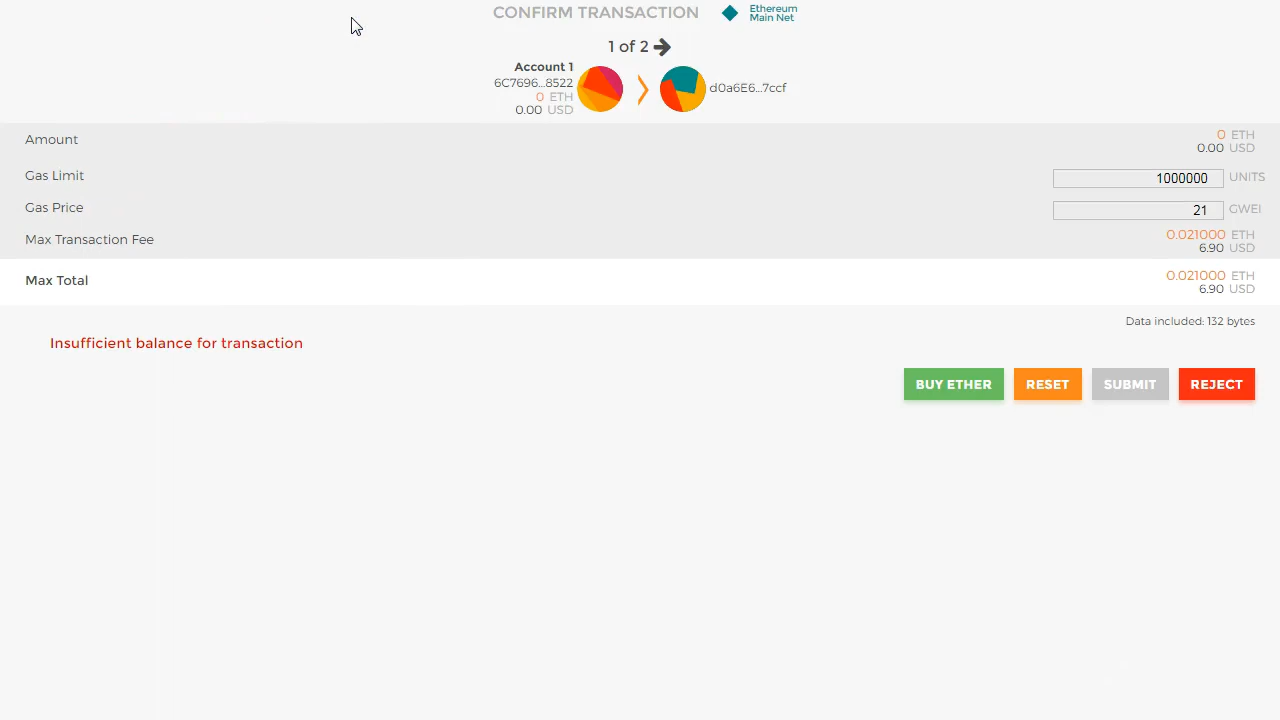 CONFIRM TRANSACTION
Ethereum
Main Net
1 of 2
Account 1
6C7696...8522
0 ETH
0.00 USD
d0a6E6...7ccf
Amount
0 ETH
0.00 USD
Gas Limit
1000000 UNITS
Gas Price
21 GWEI
Max Transaction Fee
0.021000 ETH
6.90 USD
Max Total
0.021000 ETH
6.90 USD
Data included: 132 bytes
Insufficient balance for transaction
BUY ETHER RESET SUBMIT REJECT